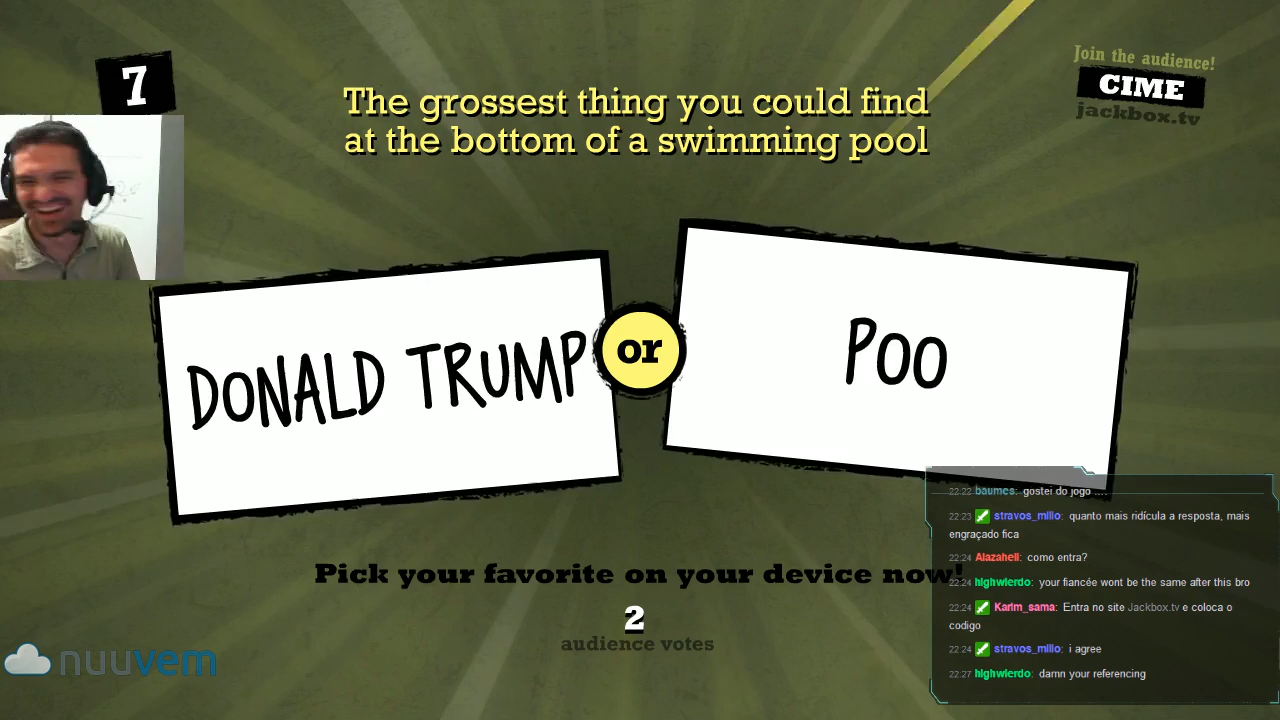 7
Join the audience!
CIME
jackbox.tv
The grossest thing you could find
at the bottom of a swimming pool
DONALD TRUMP
or
POO
Pick your favorite on your device now!
2
audience votes
nuuvem
22:22 baumes: gostei do jogo ....
22:23 stravos_millo: quanto mais ridícula a resposta, mais
engraçado fica
22:24 Alazahell: como entra?
22:24 highwierdo: your fiancée wont be the same after this bro
22:24 Karim_sama: Entra no site Jackbox.tv e coloca o
codigo
22:24 stravos_millo: i agree
22:27 highwierdo: damn your referencing